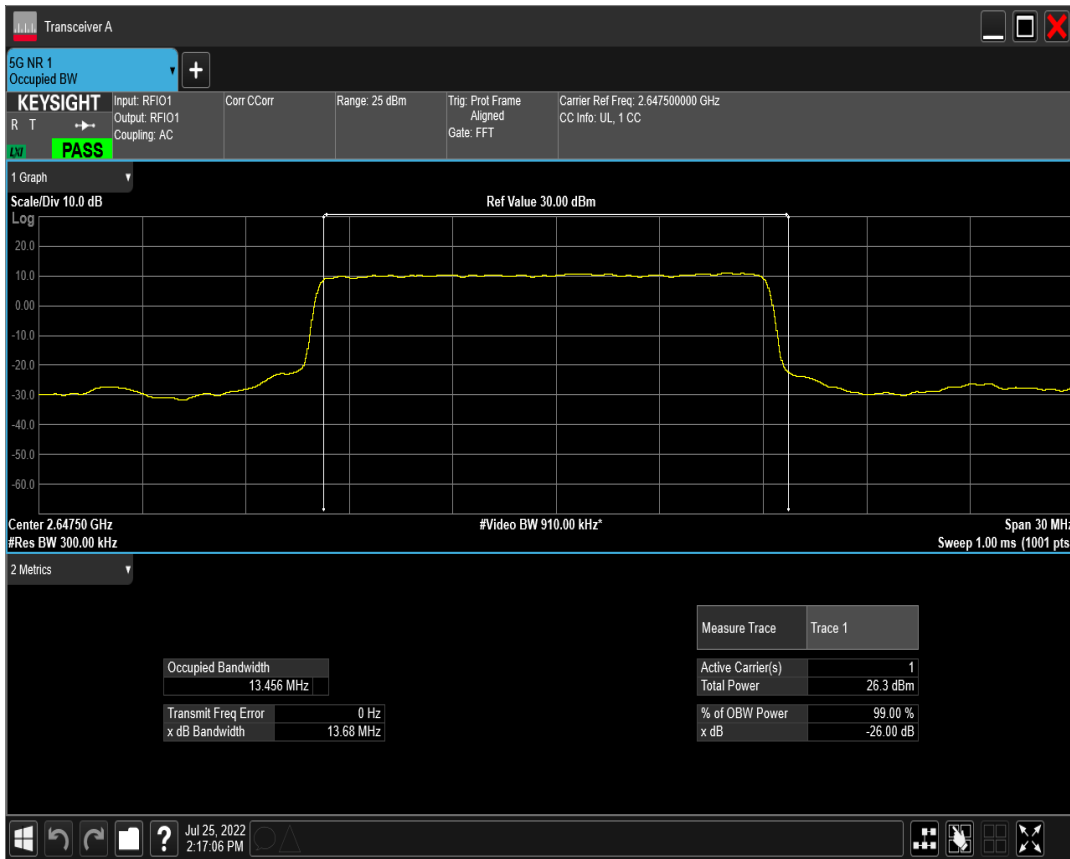 Transceiver A
5G NR 1
Occupied BW
KEYSIGHT
R T
LXI
PASS
Input: RFIO1
Output: RFIO1
Coupling: AC
Corr CCorr
Range: 25 dBm
Trig: Prot Frame
Aligned
Gate: FFT
Carrier Ref Freq: 2.647500000 GHz
CC Info: UL, 1 CC
1 Graph
Scale/Div 10.0 dB
Ref Value 30.00 dBm
Log
20.0
10.0
0.00
-10.0
-20.0
-30.0
-40.0
-50.0
-60.0
Center 2.64750 GHz
#Video BW 910.00 kHz*
Span 30 MHz
#Res BW 300.00 kHz
Sweep 1.00 ms (1001 pts
2 Metrics
Measure Trace Trace 1
Occupied Bandwidth
13.456 MHz
Active Carrier(s) 1
Total Power 26.3 dBm
Transmit Freq Error 0 Hz
x dB Bandwidth 13.68 MHz
% of OBW Power 99.00 %
x dB -26.00 dB
?
Jul 25, 2022
2:17:06 PM